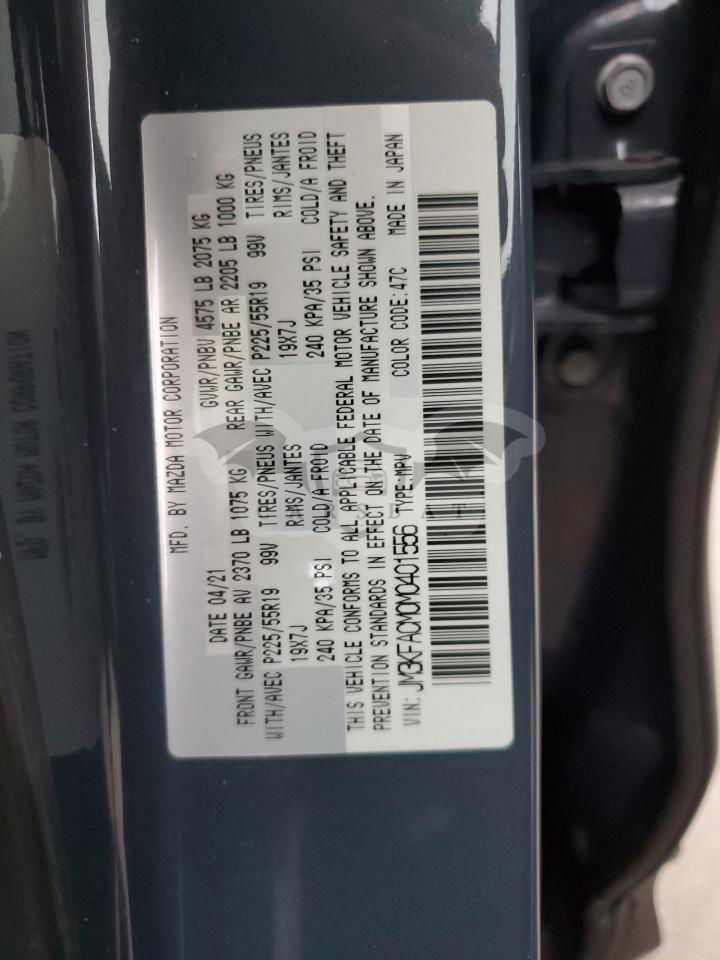 MFD. BY MAZDA MOTOR CORPORATION
DATE 04/21 GVWR/PNBV 4575 LB 2075 KG
FRONT GAWR/PNBE AV 2370 LB 1075 KG REAR GAWR/PNBE AR 2205 LB 1000 KG
WITH/AVEC P225/55R19 99V TIRES/PNEUS WITH/AVEC P225/55R19 99V TIRES/PNEUS
19X7J RIMS/JANTES 19X7J RIMS/JANTES
240 KPA/35 PSI COLD/A FROID 240 KPA/35 PSI COLD/A FROID
THIS VEHICLE CONFORMS TO ALL APPLICABLE FEDERAL MOTOR VEHICLE SAFETY AND THEFT
PREVENTION STANDARDS IN EFFECT ON THE DATE OF MANUFACTURE SHOWN ABOVE.
VIN: JM3KFACM0M0401556 TYPE:MPV COLOR CODE:47C MADE IN JAPAN
8